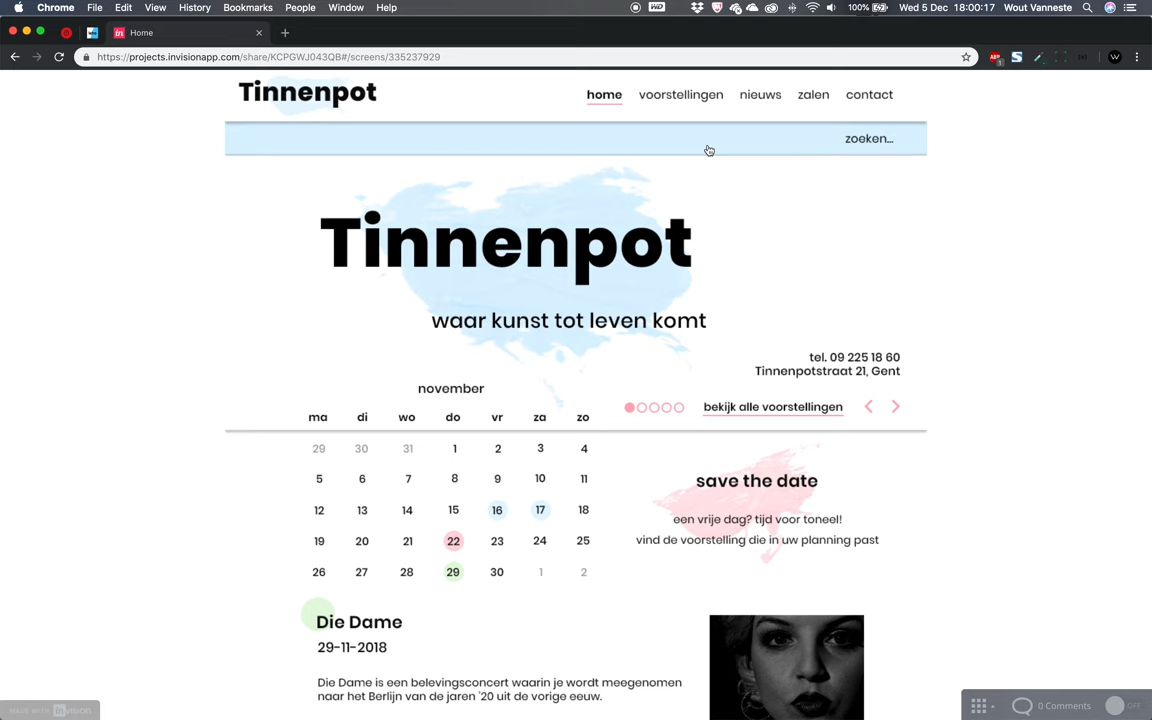 Chrome File Edit View History Bookmarks People Window Help 100% Wed 5 Dec 18:00:17 Wout Vanneste
in Home
https://projects.invisionapp.com/share/KCPGWJ043QB#/screens/335237929
Tinnenpot
home voorstellingen nieuws zalen contact
zoeken...
Tinnenpot
waar kunst tot leven komt
tel. 09 225 18 60
Tinnenpotstraat 21, Gent
november
bekijk alle voorstellingen
ma di wo do vr za zo
29 30 31 1 2 3 4
5 6 7 8 9 10 11
12 13 14 15 16 17 18
19 20 21 22 23 24 25
26 27 28 29 30 1 2
save the date
een vrije dag? tijd voor toneel!
vind de voorstelling die in uw planning past
Die Dame
29-11-2018
Die Dame is een belevingsconcert waarin je wordt meegenomen
naar het Berlijn van de jaren '20 uit de vorige eeuw.
MADE WITH invision
0 Comments OFF